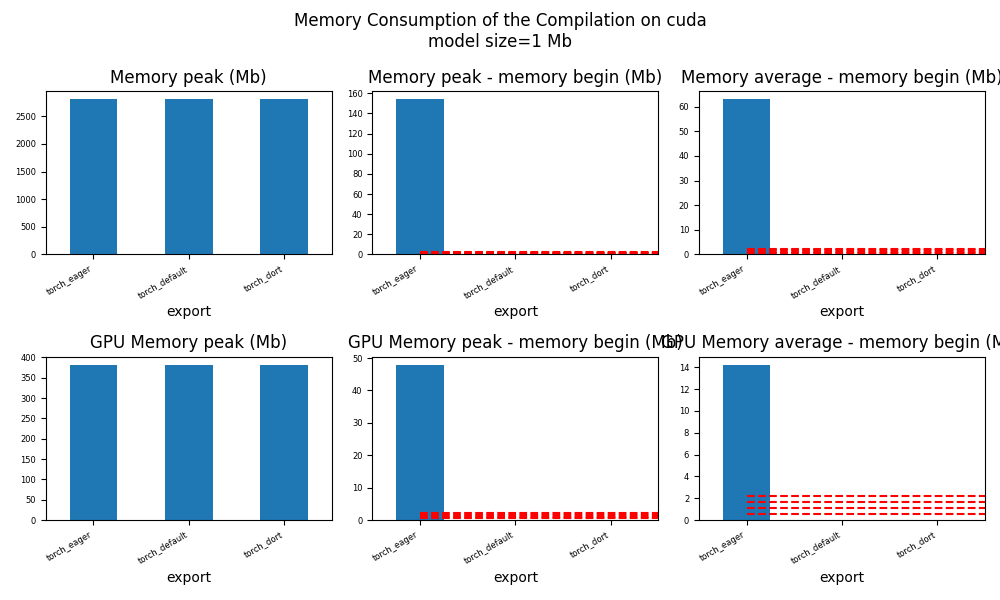 Memory Consumption of the Compilation on cuda
model size=1 Mb
Memory peak (Mb)
2500
2000
1500
1000
500
0
torch_eager
torch_default
torch_dort
export
Memory peak - memory begin (Mb)
160
140
120
100
80
60
40
20
0
torch_eager
torch_default
torch_dort
export
Memory average - memory begin (Mb)
60
50
40
30
20
10
0
torch_eager
torch_default
torch_dort
export
GPU Memory peak (Mb)
400
350
300
250
200
150
100
50
0
torch_eager
torch_default
torch_dort
export
GPU Memory peak - memory begin (Mb)
50
40
30
20
10
0
torch_eager
torch_default
torch_dort
export
GPU Memory average - memory begin (M
14
12
10
8
6
4
2
0
torch_eager
torch_default
torch_dort
export